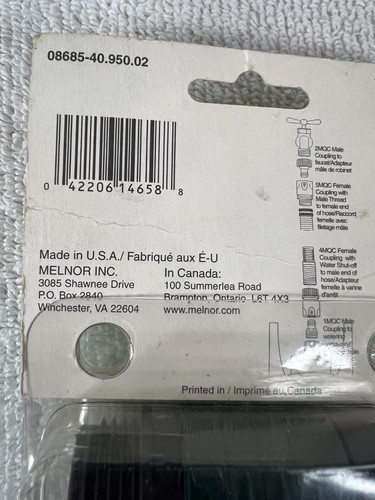 08685-40.950.02
0 42206 14658 8
2MQC Male
Coupling to
faucet/Adapteur
mâle de robinet
5MQC Female
Coupling with
Male Thread
to female end
of hose/Raccord
femelle avec
filetage mâle
4MQC Female
Coupling with
Water Shut-off
to male end of
hose/Adapteur
femelle à vanne
d'arrêt
1MQC Male
Coupling to
watering
Made in U.S.A./ Fabriqué aux É-U
MELNOR INC.
3085 Shawnee Drive
P.O. Box 2840
Winchester, VA 22604
In Canada:
100 Summerlea Road
Brampton, Ontario L6T 4X3
www.melnor.com
Printed in / Imprimé au Canada